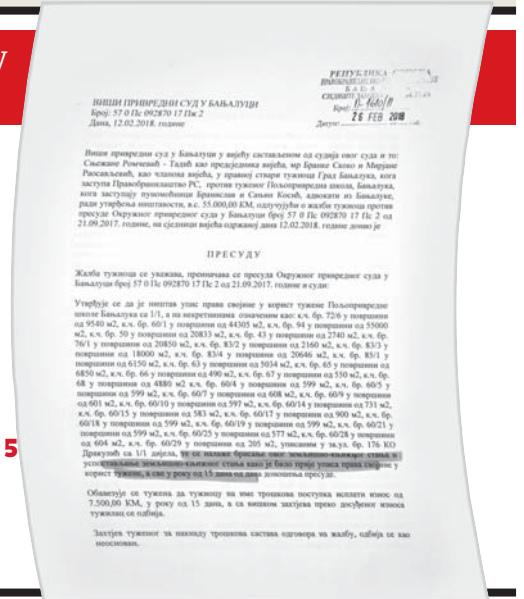 У
РЕПУБЛИКА
Број:
26 FEB 2018
Датум:
ВИШИ ПРИВРЕДНИ СУД У БАЊАЛУЦИ
Број: 57 0 Пс 092870 17 Пж 2
Дана, 12.02.2018. године
Виши привредни суд у Бањалуци у вијећу састављеном од судија овог суда и то:
Сњежане Ромчевић - Талић као предсједника вијећа, мр Бранке Скоко и Мирјане
као чланова вијећа, у правној ствари тужиоца Град Бањалука, кога
заступа Правобранилаштво РС, против туженог Пољопривредна школа, Бањалука,
кога заступају пуномоћници Бранислав и Косић, адвокати из Бањалуке,
ради утврђења ништавости, в.с. 55.000,00 КМ, одлучујући о жалби тужиоца против
пресуде Окружног привредног суда у Бањалуци број 57 0 Пс 092870 17 Пс 2 од
21.09.2017, на сједници вијећа одржаној дана 12.02.2018. године донио је
ПРЕСУДУ
Жалба тужиоца се уважава, преиначава се пресуда Окружног привредног суда у
Бањалуци број 57 0 Пс 092870 17 Пс 2 од 21.09.2017. године и суди:
Утврђује се да је ништав упис права својине у корист тужене Пољопривредне
школе Бањалука са 1/1, а на некретнинама означеним као: к.ч. бр. 72/6 у површини
од 9540 м2, к.ч. бр. 60/1 у површини од 44305 м2, к.ч. бр. 94 у површини од 55000
м2, к.ч. бр. 50 у површини од 20833 м2, к.ч. бр. 43 у површини од 2740 м2, к.ч. бр.
76/1 у површини од 20850 м2, к.ч. бр. 83/2 у површини од 2160 м2, к.ч. бр. 83/3 у
површини од 18000 м2, к.ч. бр. 83/4 у површини од 20646 м2, к.ч. бр. 85/1 у
површини од 6150 м2, к.ч. бр. 63 у површини од 5034 м2, к.ч. бр. 65 у површини од
6850 м2, к.ч. бр. 66 у површини од 490 м2, к.ч. бр. 67 у површини од 550 м2, к.ч. бр.
68 у површини од 4880 м2, к.ч. бр. 60/4 у површини од 599 м2, к.ч. бр. 60/5 у
површини од 599 м2, к.ч. бр. 60/7 у површини од 608 м2, к.ч. бр. 60/9 у површини
од 601 м2, к.ч. бр. 60/10 у површини од 597 м2, к.ч. бр. 60/14 у површини од 731 м2,
к.ч. бр. 60/15 у површини од 583 м2, к.ч. бр. 60/17 у површини од 900 м2, к.ч. бр.
60/18 у површини од 599 м2, к.ч. бр. 60/19 у површини од 599 м2, к.ч. бр. 60/21 у
површини од 599 м2, к.ч. бр. 60/25 у површини од 577 м2, к.ч. бр. 60/28 у површини
од 604 м2, к.ч. бр. 60/29 у површини од 205 м2, уписаним у зк.ул. бр. 176 КО
Дракулић са 1/1 дијела, те се налаже брисање овог земљишно-књижног стања и
успостављање земљишно-књижног стања како је било прије уписа права својине у
корист тужене, а све у року од 15 дана од дана доношења пресуде.
Обавезује се тужена да тужиоцу на име трошкова поступка исплати износ од
7.500,00 КМ, у року од 15 дана, а са вишком захтјева преко досуђеног износа
тужилац се одбија.
Захтјев туженог за накнаду трошкова састава одговора на жалбу, одбија се као
неоснован.
5